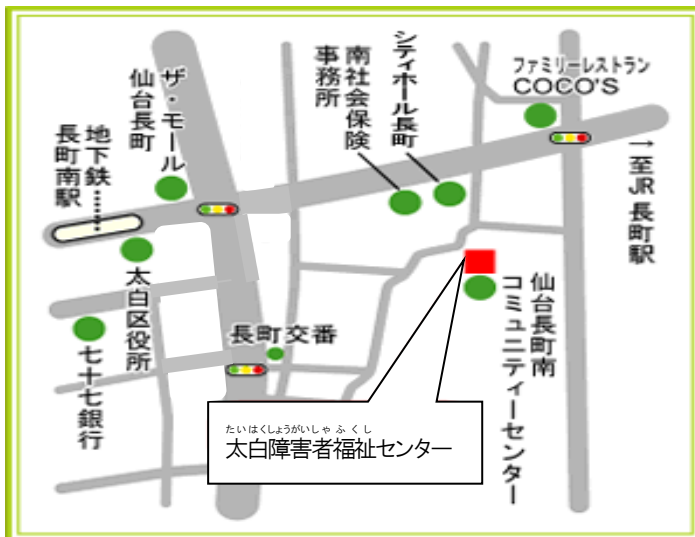 地下鉄
長町南駅
ザ・モール
仙台長町
南社会保険
事務所
シティホール長町
ファミリーレストラン
COCO'S
→至JR 長町駅
太白区役所
七十七銀行
長町交番
仙台長町南
コミュニティーセンター
たいはくしょうがいしゃふくし
太白障害者福祉センター